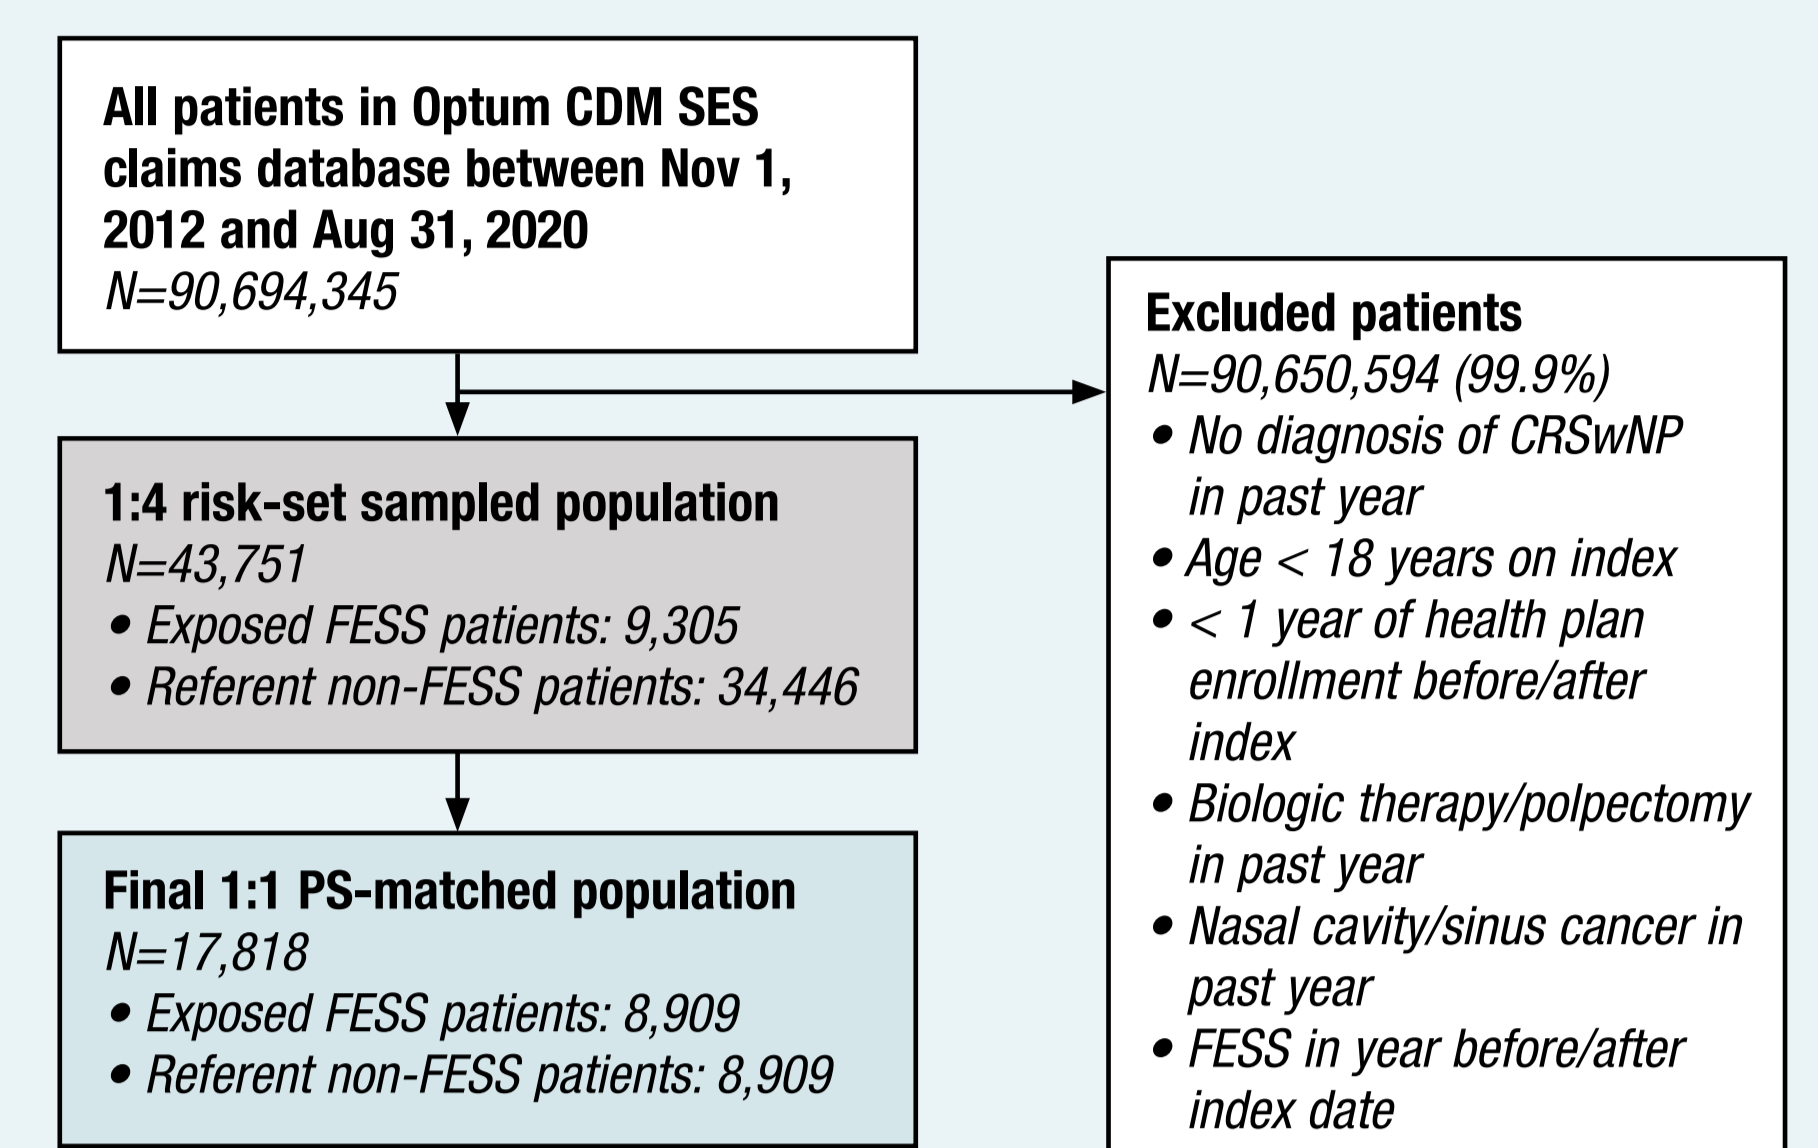 All patients in Optum CDM SES
claims database between Nov 1,
2012 and Aug 31, 2020
N=90,694,345
Excluded patients
N=90,650,594 (99.9%)
• No diagnosis of CRSwNP
in past year
• Age < 18 years on index
• < 1 year of health plan
enrollment before/after
index
• Biologic therapy/polpectomy
in past year
• Nasal cavity/sinus cancer in
past year
• FESS in year before/after
index date
1:4 risk-set sampled population
N=43,751
• Exposed FESS patients: 9,305
• Referent non-FESS patients: 34,446
Final 1:1 PS-matched population
N=17,818
• Exposed FESS patients: 8,909
• Referent non-FESS patients: 8,909